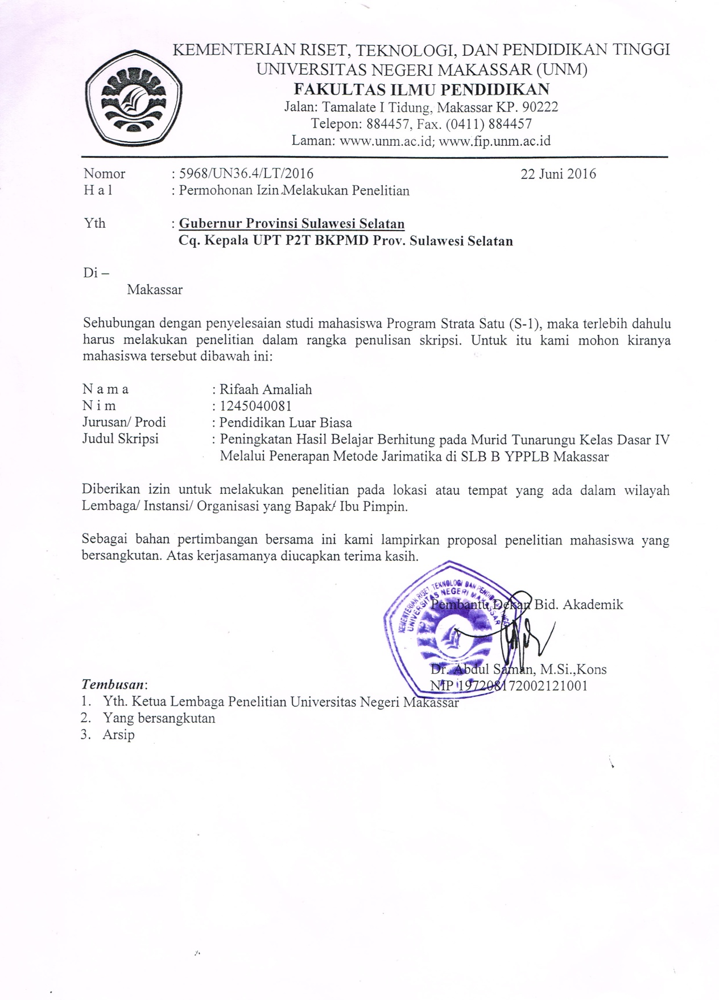 KEMENTERIAN RISET, TEKNOLOGI, DAN PENDIDIKAN TINGGI
UNIVERSITAS NEGERI MAKASSAR (UNM)
FAKULTAS ILMU PENDIDIKAN
Jalan: Tamalate I Tidung, Makassar KP. 90222
Telepon: 884457, Fax. (0411) 884457
Laman: www.unm.ac.id; www.fip.unm.ac.id
Nomor : 5968/UN36.4/LT/2016 22 Juni 2016
H a l : Permohonan Izin Melakukan Penelitian
Yth : Gubernur Provinsi Sulawesi Selatan
Cq. Kepala UPT P2T BKPMD Prov. Sulawesi Selatan
Di –
Makassar
Sehubungan dengan penyelesaian studi mahasiswa Program Strata Satu (S-1), maka terlebih dahulu
harus melakukan penelitian dalam rangka penulisan skripsi. Untuk itu kami mohon kiranya
mahasiswa tersebut dibawah ini:
N a m a : Rifaah Amaliah
N i m : 1245040081
Jurusan/ Prodi : Pendidikan Luar Biasa
Judul Skripsi : Peningkatan Hasil Belajar Berhitung pada Murid Tunarungu Kelas Dasar IV
Melalui Penerapan Metode Jarimatika di SLB B YPPLB Makassar
Diberikan izin untuk melakukan penelitian pada lokasi atau tempat yang ada dalam wilayah
Lembaga/ Instansi/ Organisasi yang Bapak/ Ibu Pimpin.
Sebagai bahan pertimbangan bersama ini kami lampirkan proposal penelitian mahasiswa yang
bersangkutan. Atas kerjasamanya diucapkan terima kasih.
KEMENTERIAN RISET TEKNOLOGI DAN PENDIDIKAN TINGGI
UNIVERSITAS NEGERI MAKASSAR
Pembantu Dekan Bid. Akademik
Dr. Abdul Saman, M.Si.,Kons
NIP 197208172002121001
Tembusan:
1. Yth. Ketua Lembaga Penelitian Universitas Negeri Makassar
2. Yang bersangkutan
3. Arsip